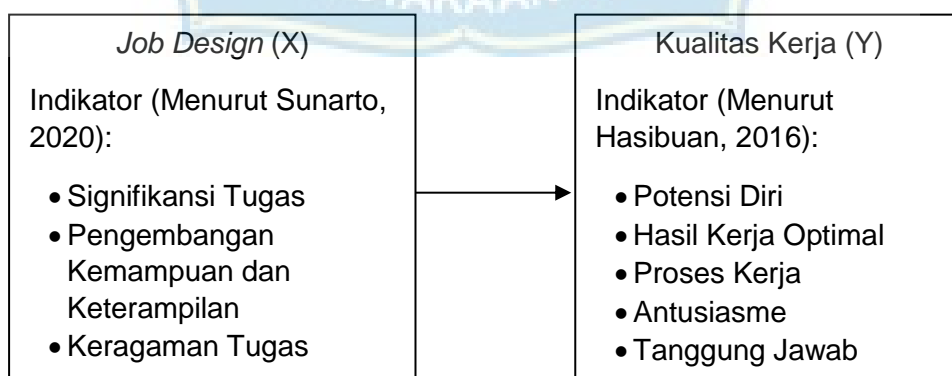 Job Design (X)
Indikator (Menurut Sunarto,
2020):
• Signifikansi Tugas
• Pengembangan
Kemampuan dan
Keterampilan
• Keragaman Tugas
Kualitas Kerja (Y)
Indikator (Menurut
Hasibuan, 2016):
• Potensi Diri
• Hasil Kerja Optimal
• Proses Kerja
• Antusiasme
• Tanggung Jawab